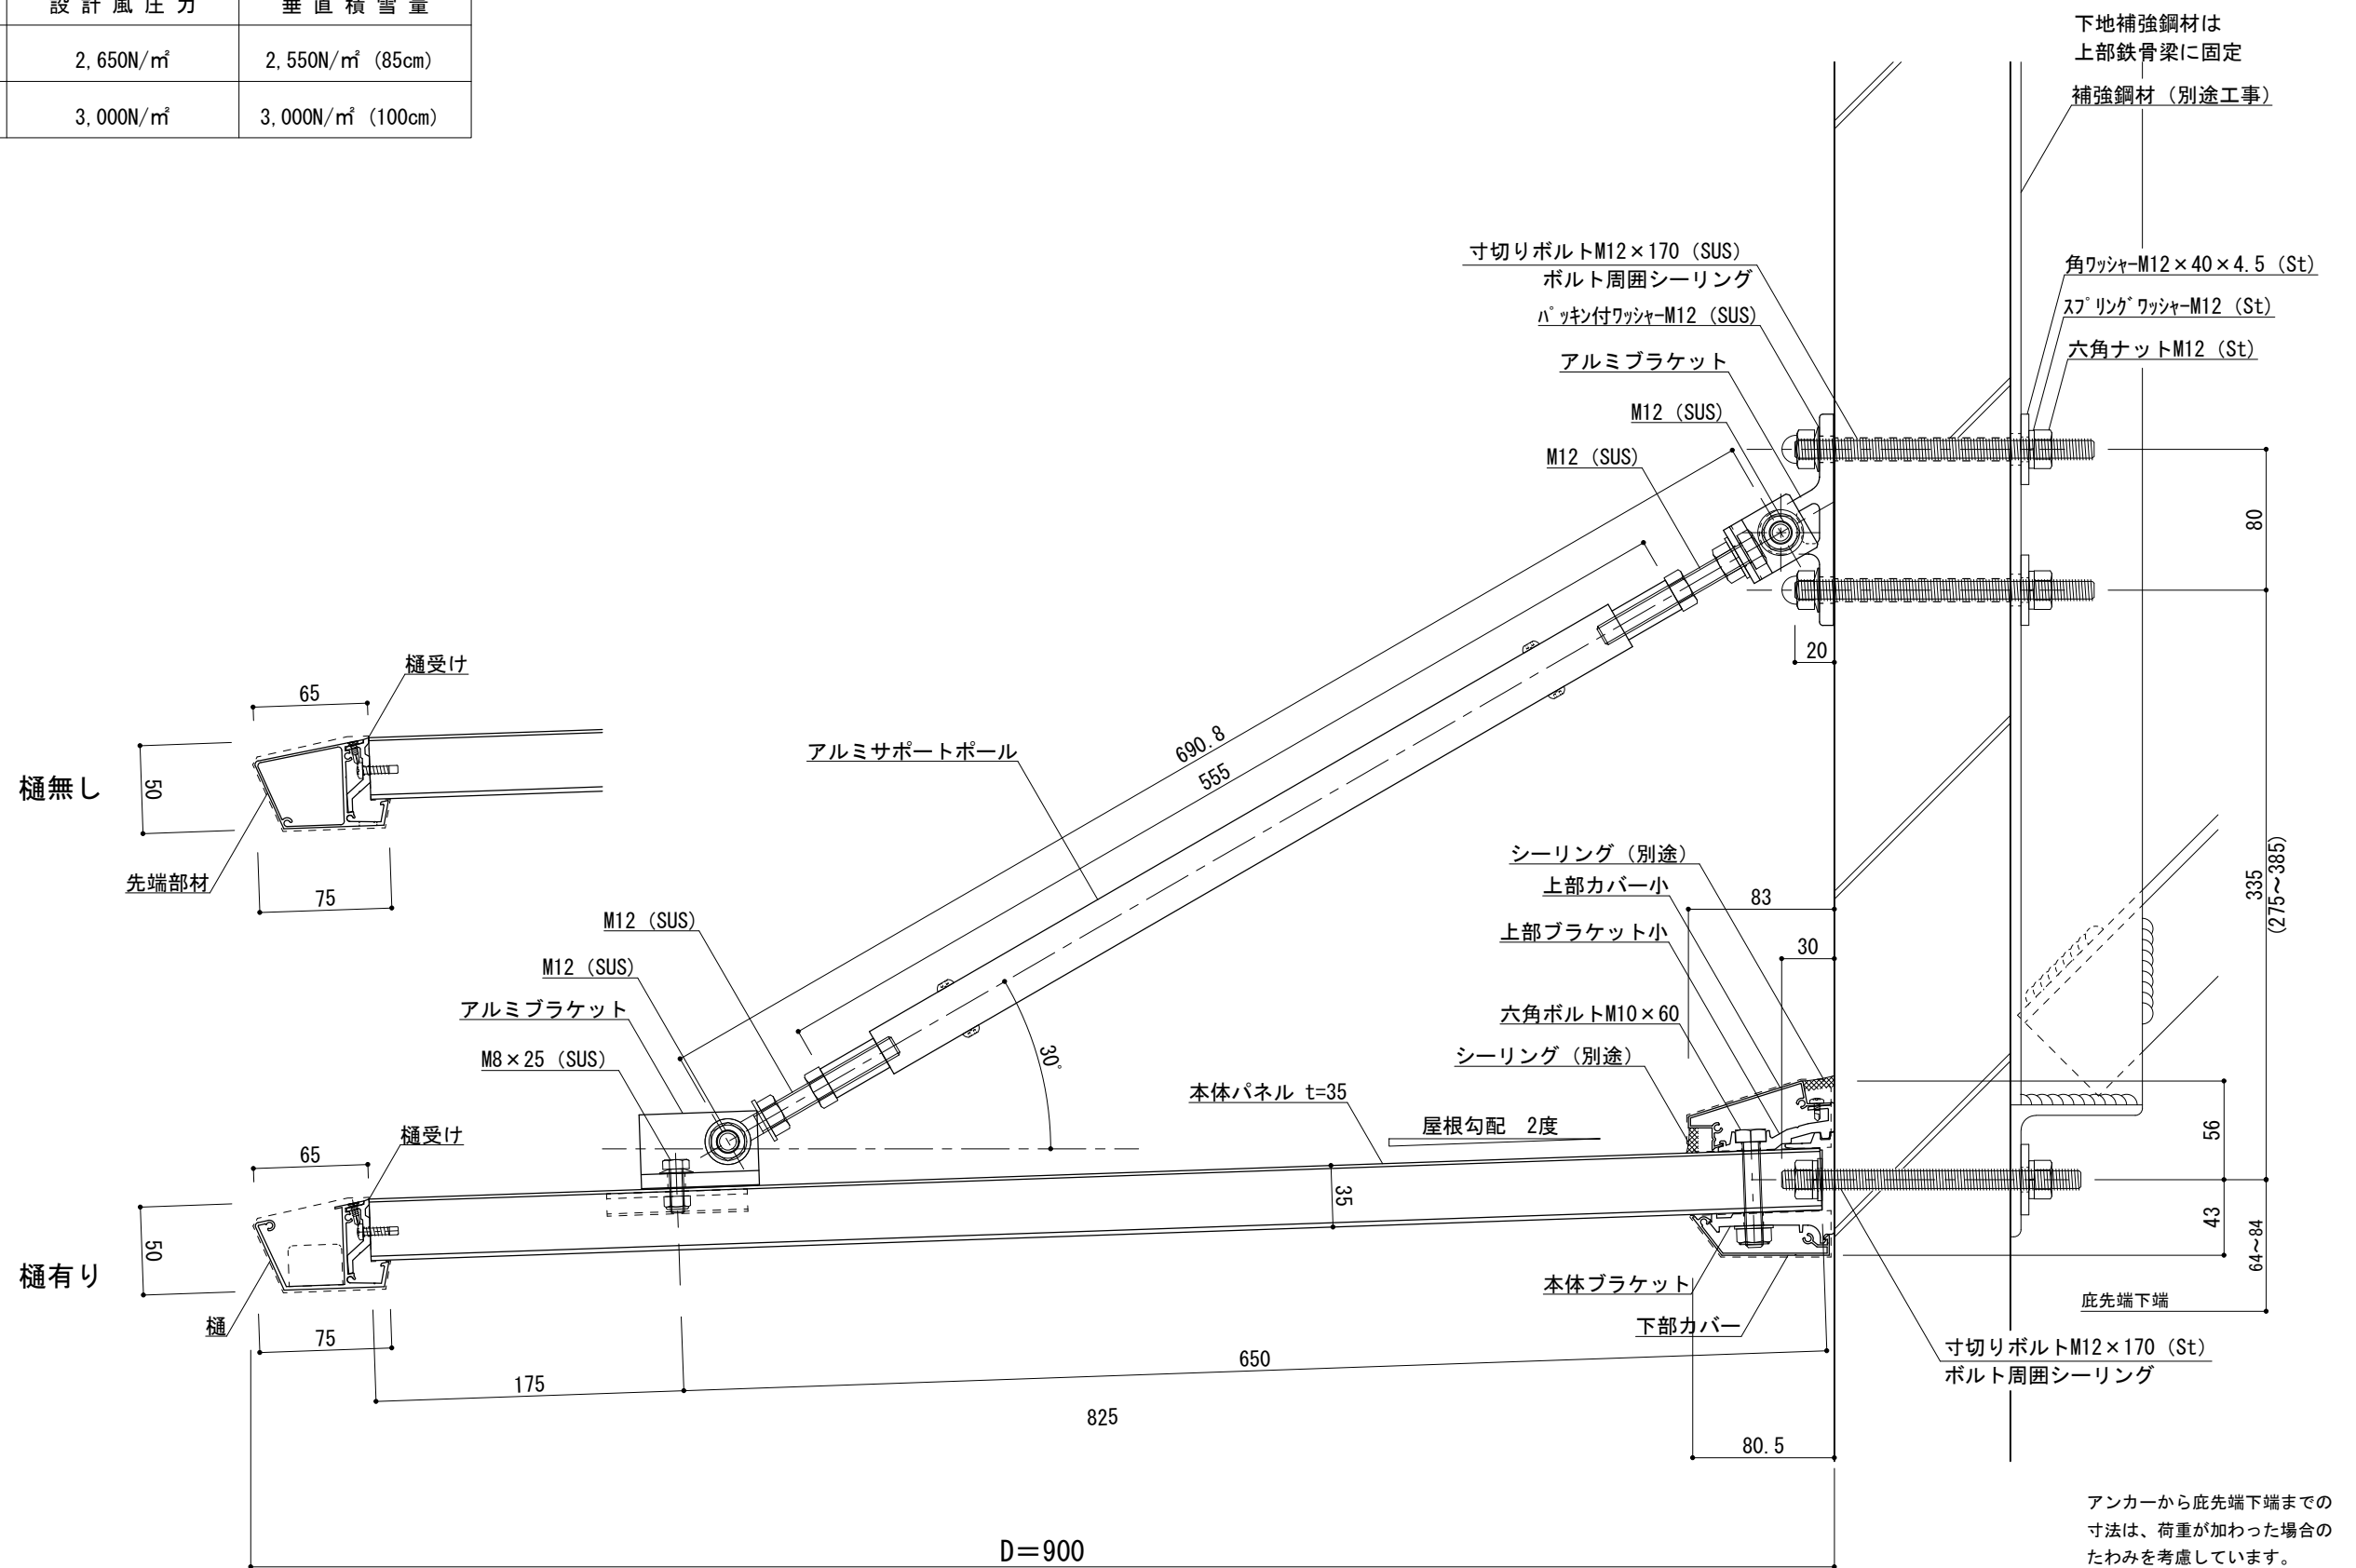 設計風圧力 垂直積雪量
2,650N/㎡ 2,550N/㎡ (85cm)
3,000N/㎡ 3,000N/㎡ (100cm)
下地補強鋼材は
上部鉄骨梁に固定
補強鋼材（別途工事）
寸切りボルトM12×170（SUS）
ボルト周囲シーリング
ﾊﾟｯｷﾝ付ﾜｯｼｬｰM12（SUS）
アルミブラケット
M12（SUS）
M12（SUS）
角ﾜｯｼｬｰM12×40×4.5（St）
ｽﾌﾟﾘﾝｸﾞﾜｯｼｬｰM12（St）
六角ナットM12（St）
80
20
樋受け
65
樋無し
50
先端部材
75
アルミサポートポール
690.8
555
30°
シーリング（別途）
上部カバー小
83
上部ブラケット小
30
六角ボルトM10×60
シーリング（別途）
335
(275～385)
M12（SUS）
M12（SUS）
アルミブラケット
M8×25（SUS）
本体パネル t=35
屋根勾配 2度
35
56
43
64～84
庇先端下端
樋受け
65
樋有り
50
樋
75
本体ブラケット
下部カバー
寸切りボルトM12×170（St）
ボルト周囲シーリング
175
650
825
80.5
D＝900
アンカーから庇先端下端までの
寸法は、荷重が加わった場合の
たわみを考慮しています。